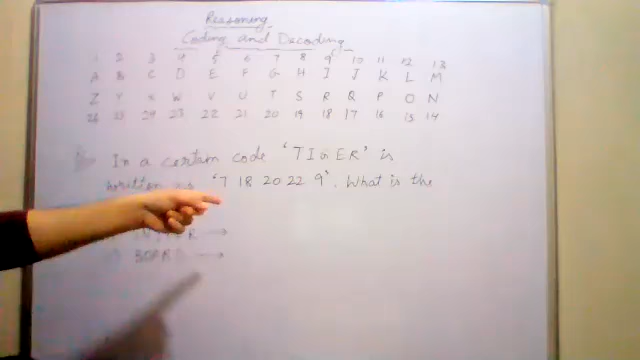 Reasoning
Coding and Decoding
1 2 3 4 5 6 7 8 9 10 11 12 13
A B C D E F G H I J K L M
Z Y X W V U T S R Q P O N
26 25 24 23 22 21 20 19 18 17 16 15 14
In a certain code 'TIGER' is
written as '7 18 20 22 9'. What is the
R →
BOARD →